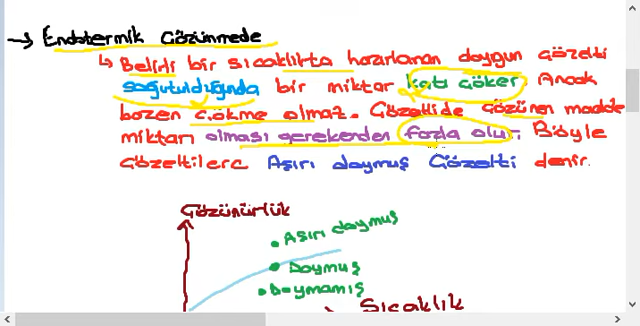 → Endotermik Çözünmede
↳ Belirli bir sıcaklıkta hazırlanan doygun çözelti
soğutulduğunda bir miktar katı çöker Ancak
bazen çökme olmaz. Çözeltide çözünen madde
miktarı olması gerekenden fazla olur. Böyle
Çözeltilere Aşırı doymuş Çözelti denir.
Çözünürlük
Aşırı doymuş
Doymuş
Doymamış
Sıcaklık